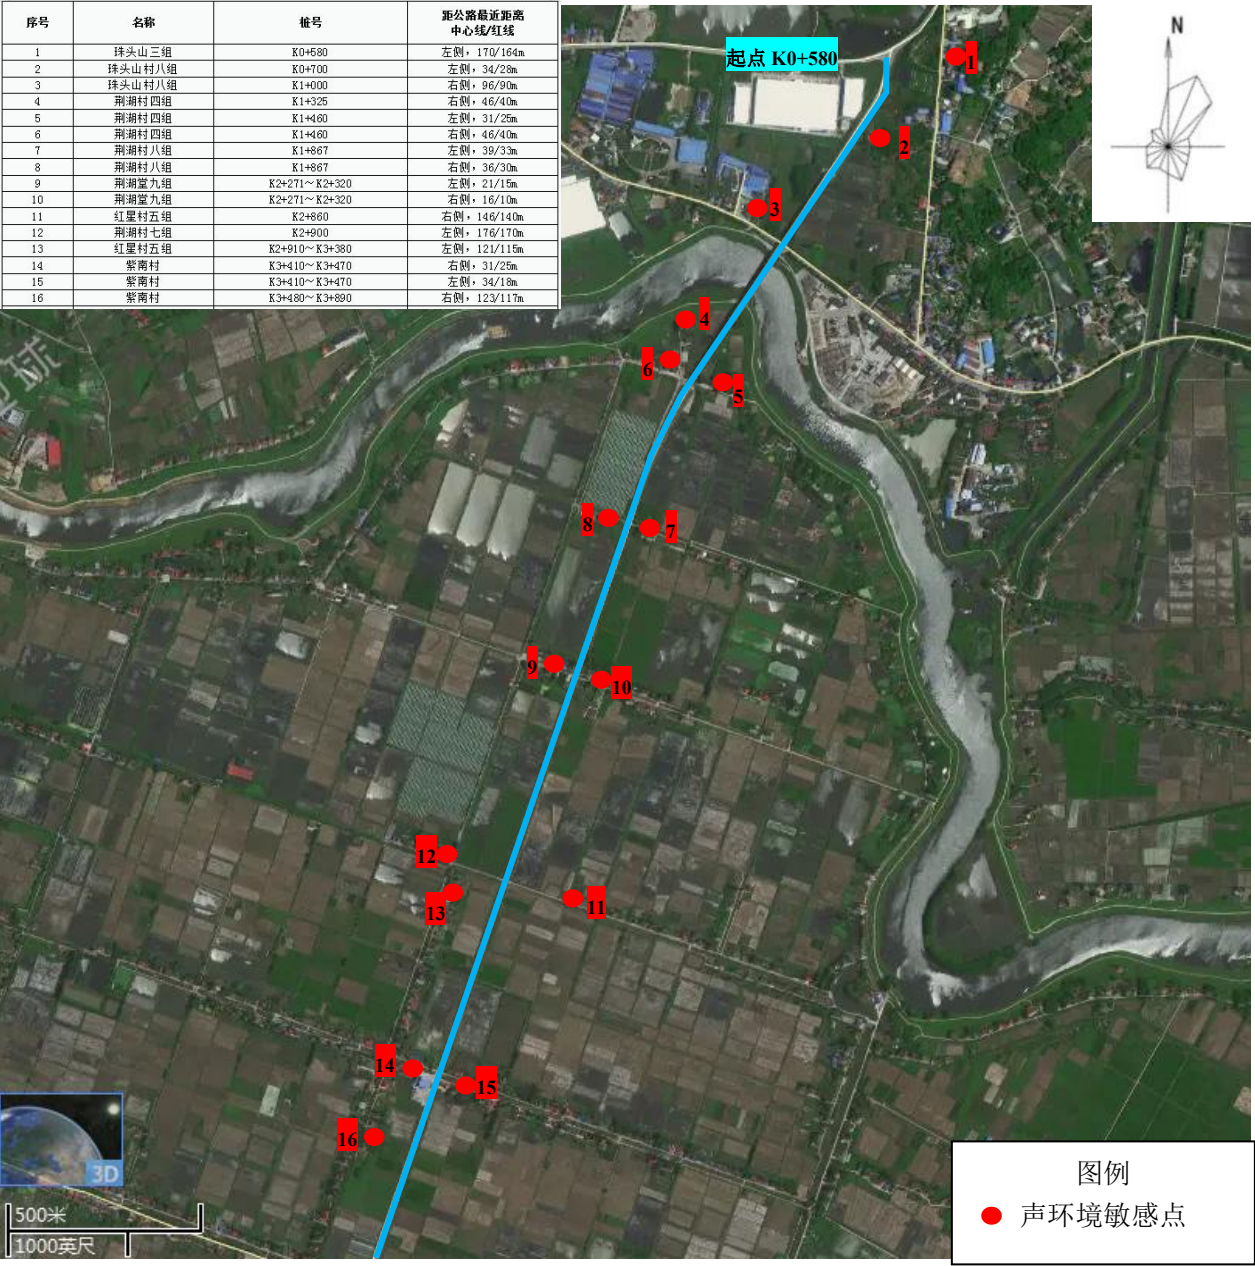 序号 名称 桩号 距公路最近距离
中心线/红线
1 珠头山三组 K0+580 左侧，170/164m
2 珠头山村八组 K0+700 左侧，34/28m
3 珠头山村八组 K1+000 右侧，96/90m
4 荆湖村四组 K1+325 右侧，46/40m
5 荆湖村四组 K1+460 左侧，31/25m
6 荆湖村四组 K1+460 右侧，46/40m
7 荆湖村八组 K1+867 左侧，39/33m
8 荆湖村八组 K1+867 右侧，36/30m
9 荆湖堂九组 K2+271～K2+320 左侧，21/15m
10 荆湖堂九组 K2+271～K2+320 右侧，16/10m
11 红星村五组 K2+860 右侧，146/140m
12 荆湖村七组 K2+900 左侧，176/170m
13 红星村五组 K2+910～K3+380 左侧，121/115m
14 紫南村 K3+410～K3+470 右侧，31/25m
15 紫南村 K3+410～K3+470 左侧，34/18m
16 紫南村 K3+480～K3+890 右侧，123/117m
起点 K0+580
N
1
2
3
4
6
5
8
7
9
10
12
13
11
14
15
16
球
3D
500米
1000英尺
图例
声环境敏感点